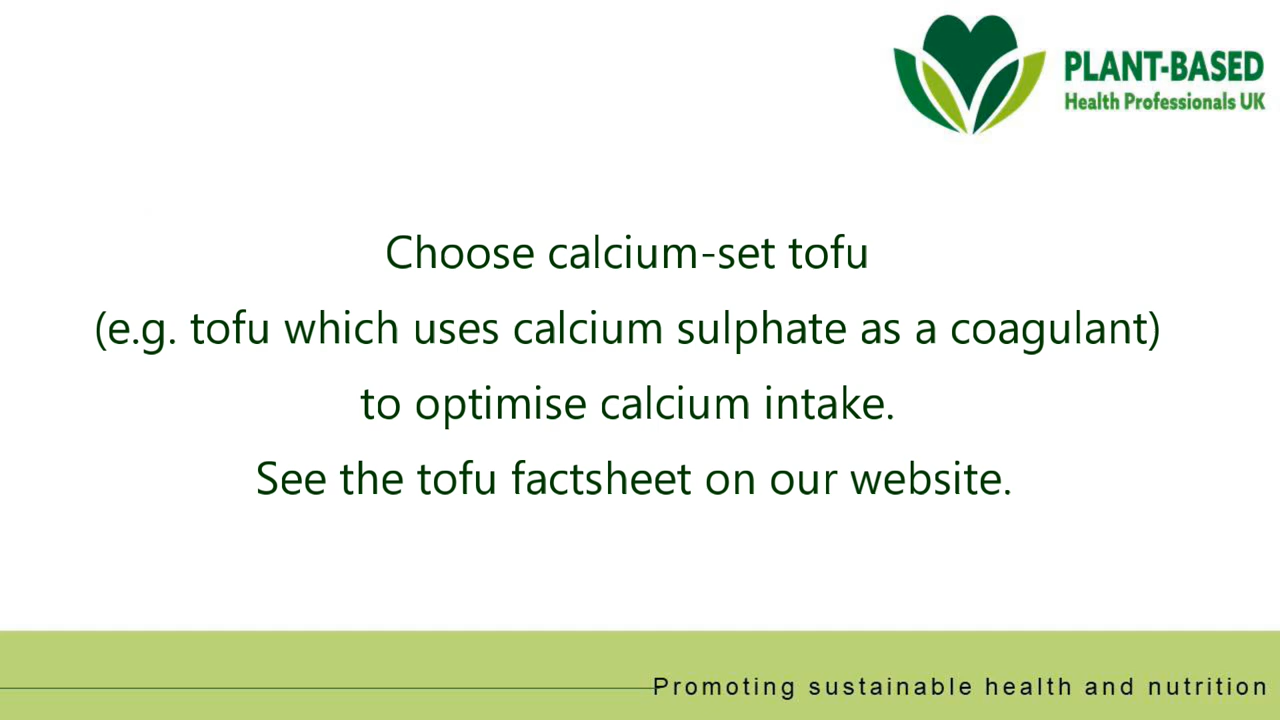 PLANT-BASED
Health Professionals UK
Choose calcium-set tofu
(e.g. tofu which uses calcium sulphate as a coagulant)
to optimise calcium intake.
See the tofu factsheet on our website.
Promoting sustainable health and nutrition